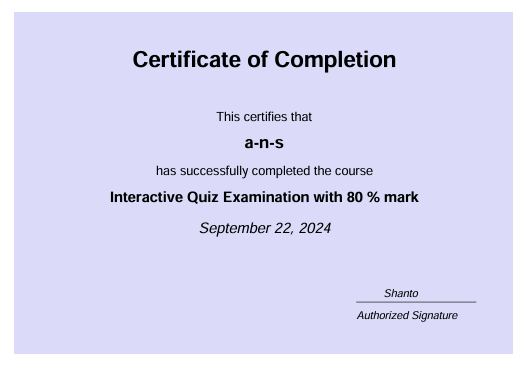 Certificate of Completion
This certifies that
a-n-s
has successfully completed the course
Interactive Quiz Examination with 80 % mark
September 22, 2024
Shanto
Authorized Signature